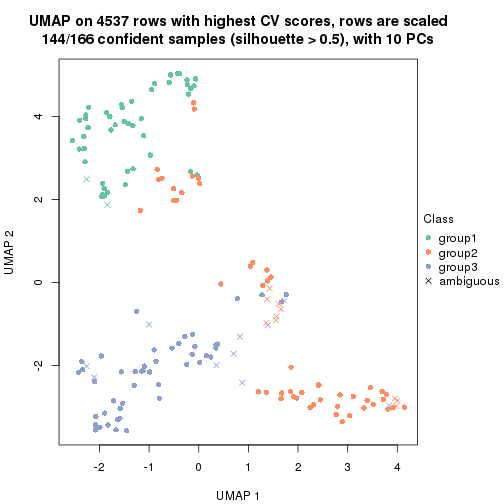 UMAP on 4537 rows with highest CV scores, rows are scaled
144/166 confident samples (silhouette > 0.5), with 10 PCs
4
2
0
-2
UMAP 2
-2
-1
0
1
2
3
4
UMAP 1
Class
group1
group2
group3
ambiguous